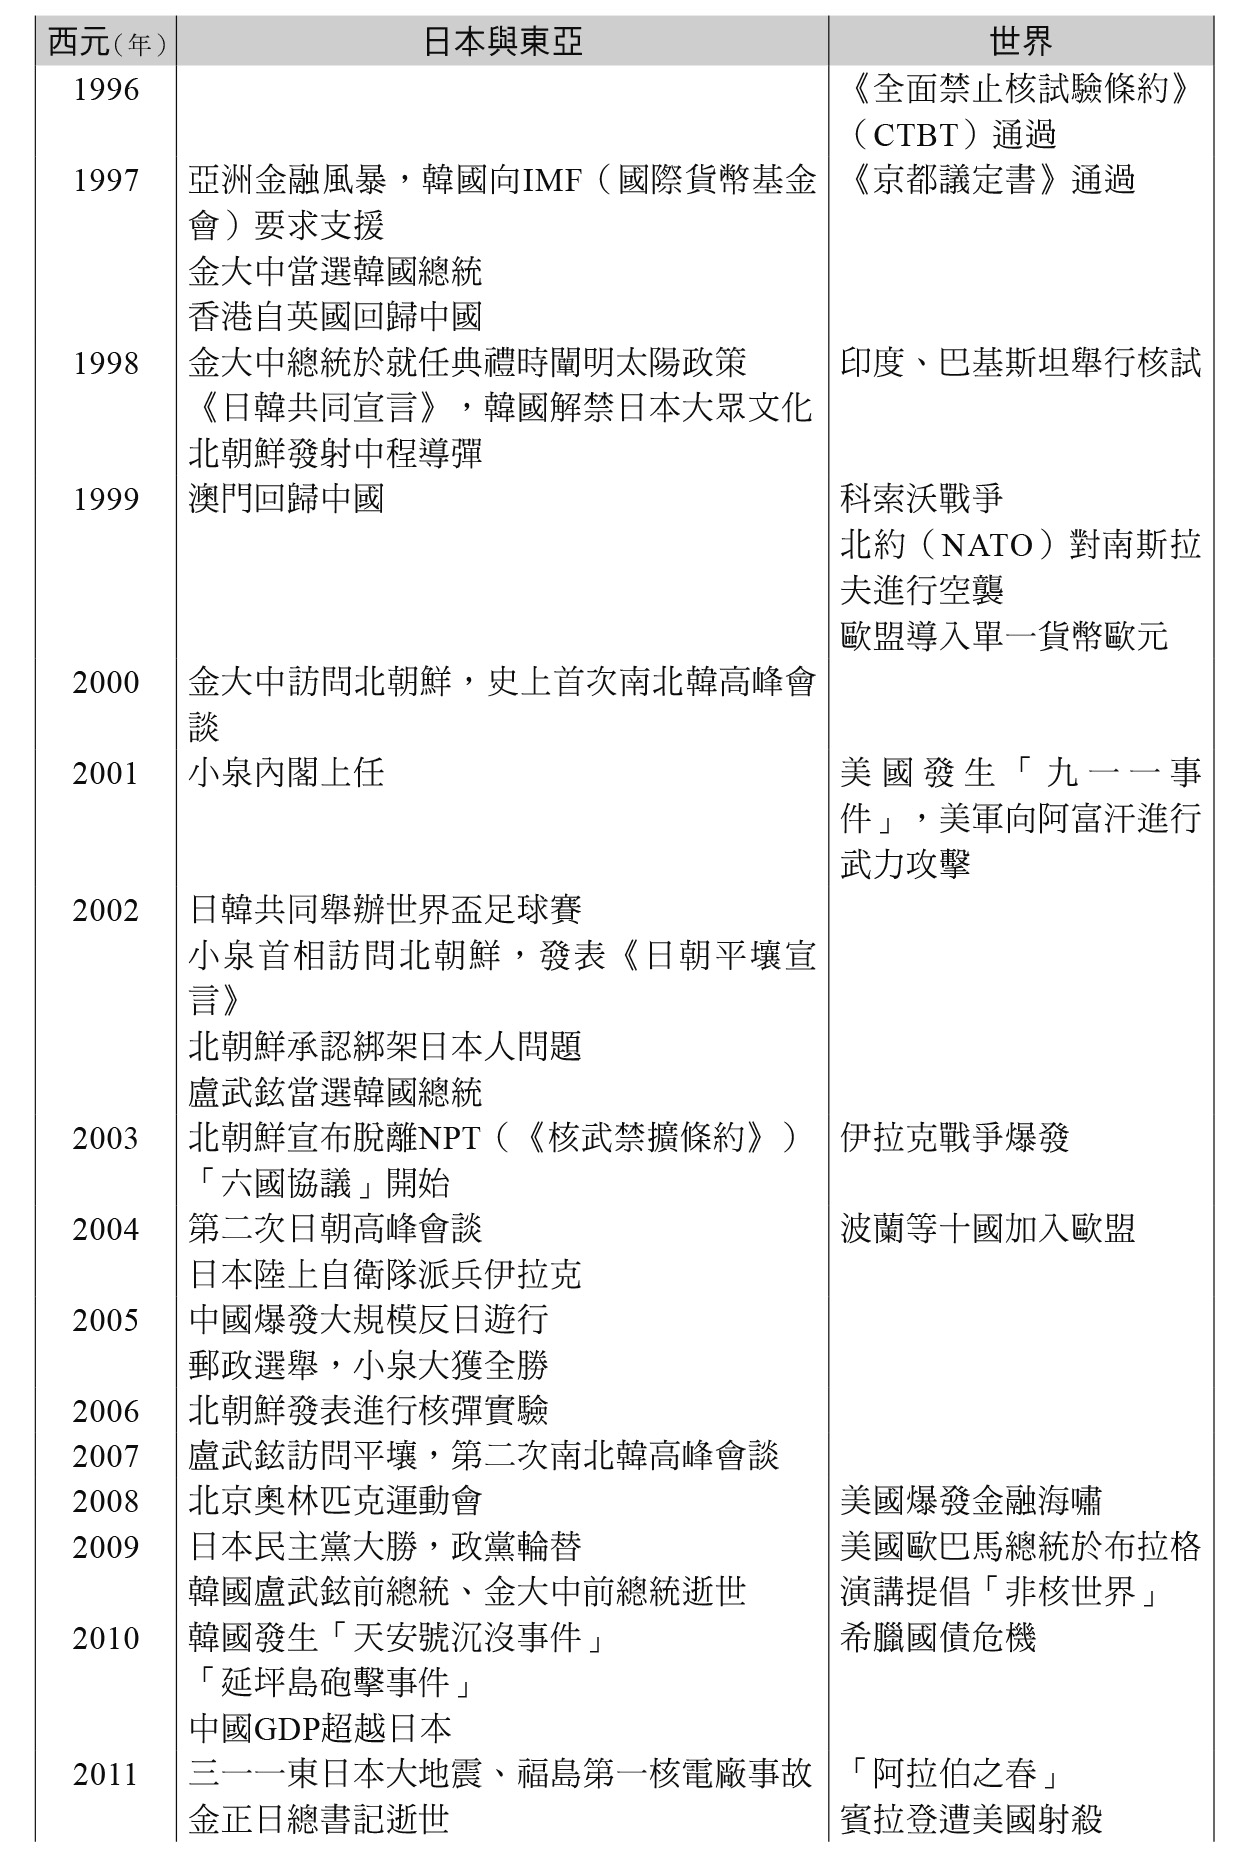 西元（年） 日本與東亞 世界
1996 《全面禁止核試驗條約》
（CTBT）通過
1997 亞洲金融風暴，韓國向IMF（國際貨幣基金 《京都議定書》通過
會）要求支援
金大中當選韓國總統
香港自英國回歸中國
1998 金大中總統於就任典禮時闡明太陽政策 印度、巴基斯坦舉行核試
《日韓共同宣言》，韓國解禁日本大眾文化
北朝鮮發射中程導彈
1999 澳門回歸中國 科索沃戰爭
北約（NATO）對南斯拉
夫進行空襲
歐盟導入單一貨幣歐元
2000 金大中訪問北朝鮮，史上首次南北韓高峰會
談
2001 小泉內閣上任 美國發生「九一一事
件」，美軍向阿富汗進行
武力攻擊
2002 日韓共同舉辦世界盃足球賽
小泉首相訪問北朝鮮，發表《日朝平壤宣
言》
北朝鮮承認綁架日本人問題
盧武鉉當選韓國總統
2003 北朝鮮宣布脫離NPT（《核武禁擴條約》） 伊拉克戰爭爆發
「六國協議」開始
2004 第二次日朝高峰會談 波蘭等十國加入歐盟
日本陸上自衛隊派兵伊拉克
2005 中國爆發大規模反日遊行
郵政選舉，小泉大獲全勝
2006 北朝鮮發表進行核彈實驗
2007 盧武鉉訪問平壤，第二次南北韓高峰會談
2008 北京奧林匹克運動會 美國爆發金融海嘯
2009 日本民主黨大勝，政黨輪替 美國歐巴馬總統於布拉格
韓國盧武鉉前總統、金大中前總統逝世 演講提倡「非核世界」
2010 韓國發生「天安號沉沒事件」 希臘國債危機
「延坪島砲擊事件」
中國GDP超越日本
2011 三一一東日本大地震、福島第一核電廠事故 「阿拉伯之春」
金正日總書記逝世 賓拉登遭美國射殺